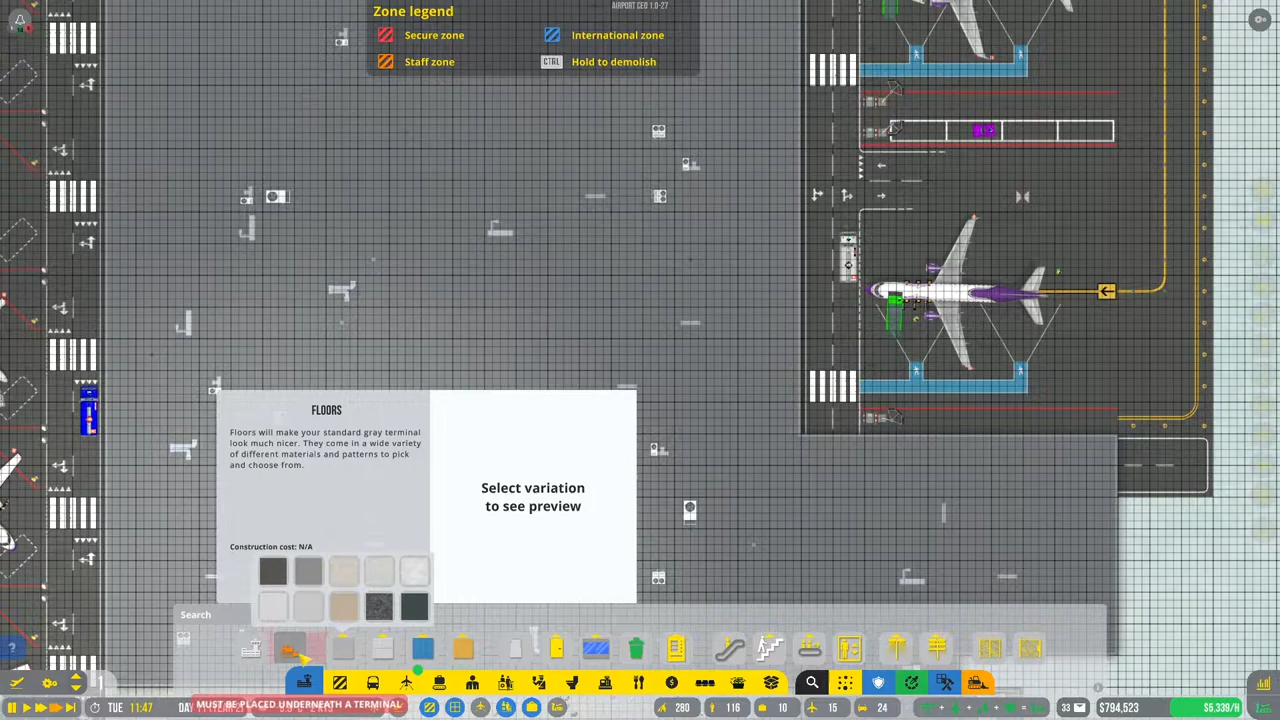 AIRPORT CEO 1.0-27
Zone legend
Secure zone
International zone
Staff zone
CTRL
Hold to demolish
FLOORS
Floors will make your standard gray terminal
look much nicer. They come in a wide variety
of different materials and patterns to pick
and choose from.
Select variation
to see preview
Construction cost: N/A
Search
?
1
TUE 11:47
MUST BE PLACED UNDERNEATH A TERMINAL
280
116
10
15
24
33
$794,523
$5,339/H